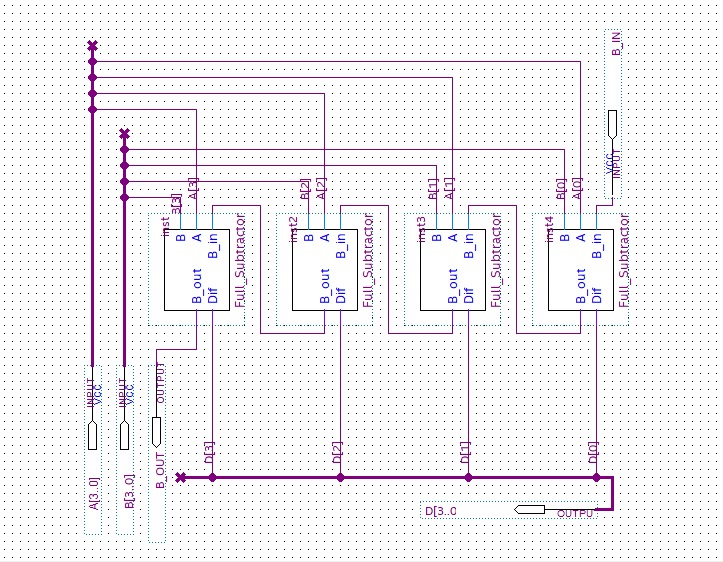 B_IN
VCC
INPUT
B[3]
A[3]
B[2]
A[2]
B[1]
A[1]
B[0]
A[0]
inst
B
A
B_in
B_out
Dif
Full_Subtractor
inst2
B
A
B_in
B_out
Dif
Full_Subtractor
inst3
B
A
B_in
B_out
Dif
Full_Subtractor
inst4
B
A
B_in
B_out
Dif
Full_Subtractor
INPUT
VCC
A[3..0]
INPUT
VCC
B[3..0]
OUTPUT
B_OUT
D[3]
D[2]
D[1]
D[0]
D[3..0
OUTPU